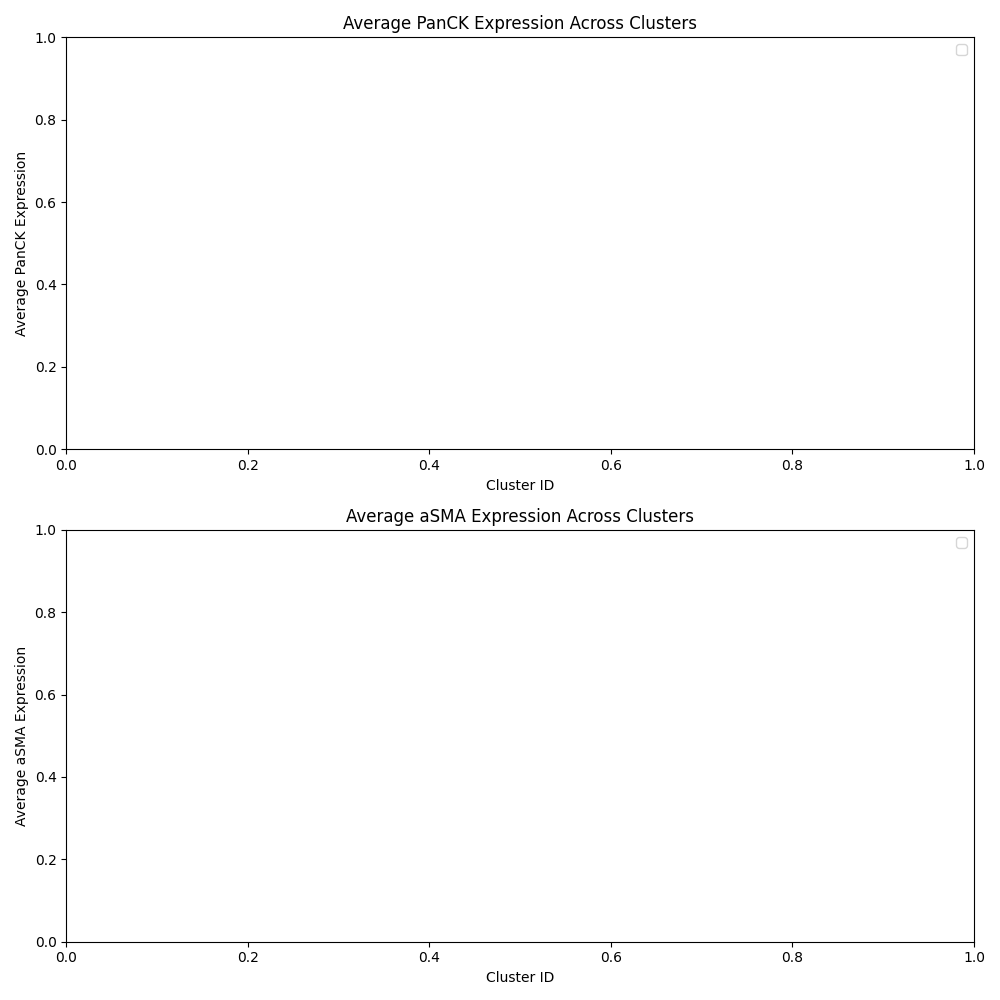 Average PanCK Expression Across Clusters
1.0
0.8
0.6
0.4
0.2
0.0
Average PanCK Expression
0.0 0.2 0.4 0.6 0.8 1.0
Cluster ID
Average aSMA Expression Across Clusters
1.0
0.8
0.6
0.4
0.2
0.0
Average aSMA Expression
0.0 0.2 0.4 0.6 0.8 1.0
Cluster ID